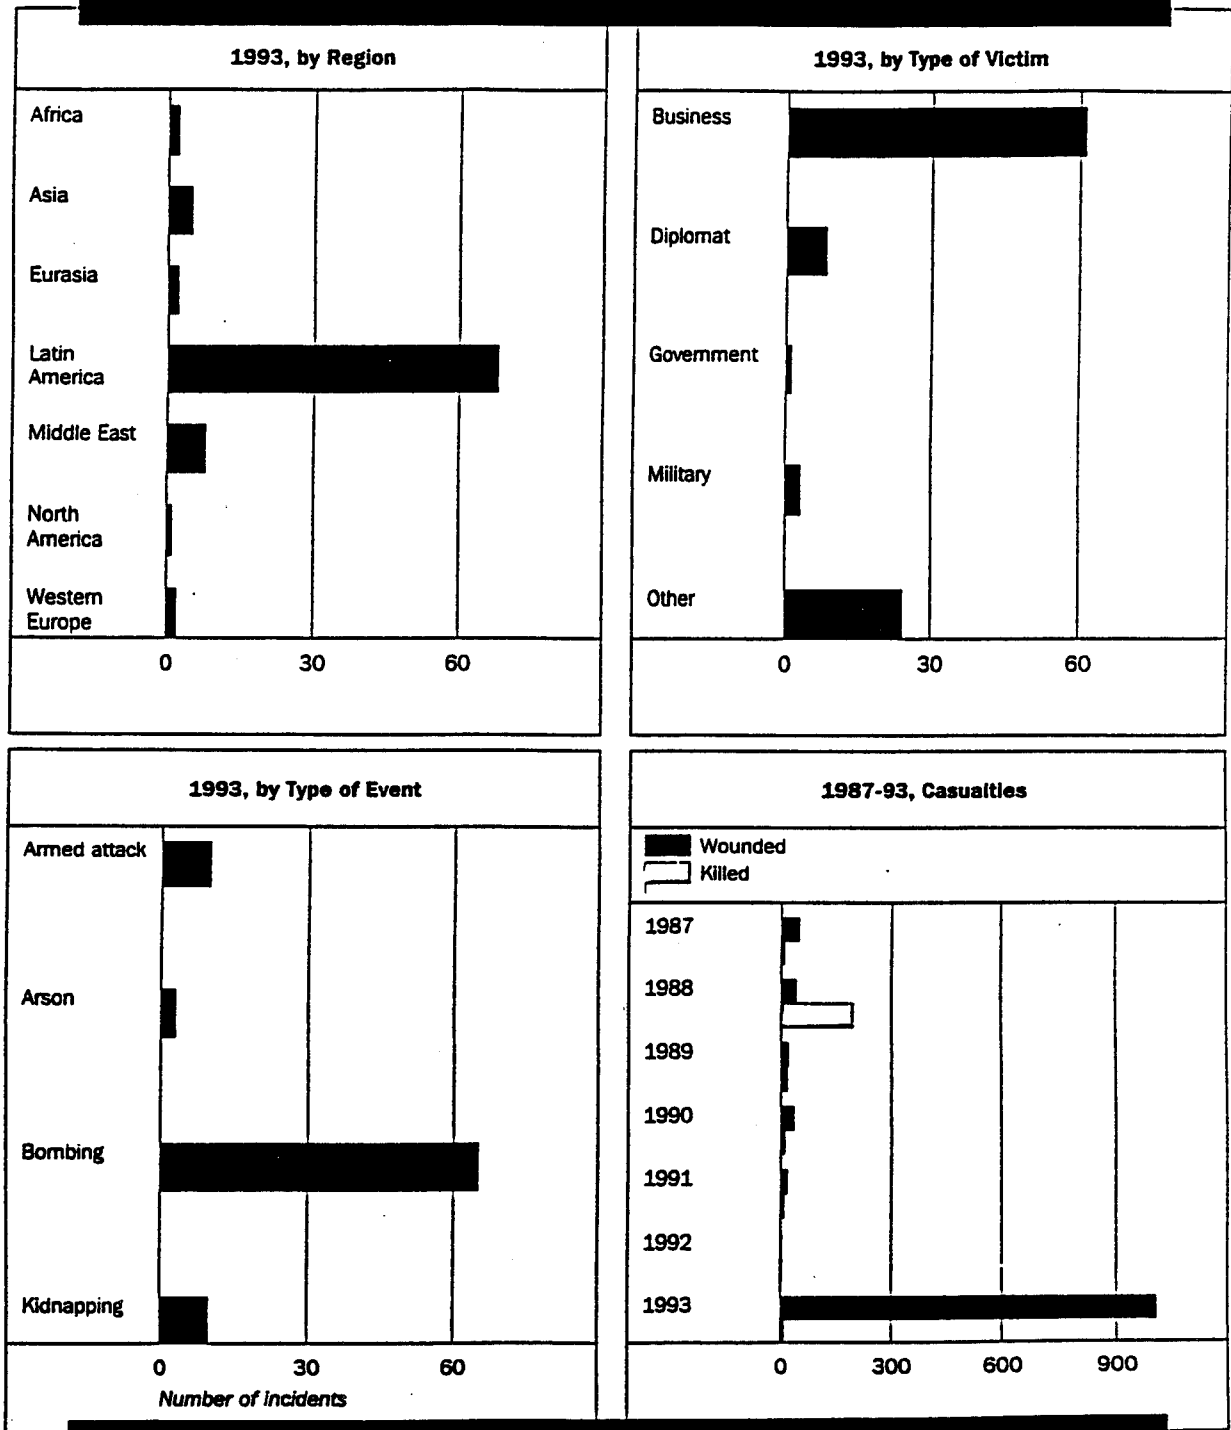 1993, by Region
Africa
Asia
Eurasia
Latin
America
Middle East
North
America
Western
Europe
0 30 60
1993, by Type of Victim
Business
Diplomat
Government
Military
Other
0 30 60
1993, by Type of Event
Armed attack
Arson
Bombing
Kidnapping
0 30 60
Number of incidents
1987-93, Casualties
Wounded
Killed
1987
1988
1989
1990
1991
1992
1993
0 300 600 900